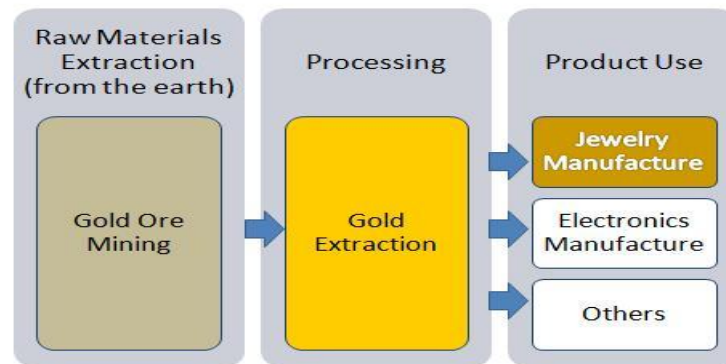 Raw Materials
Extraction
(from the earth)
Gold Ore
Mining
Processing
Gold
Extraction
Product Use
Jewelry
Manufacture
Electronics
Manufacture
Others